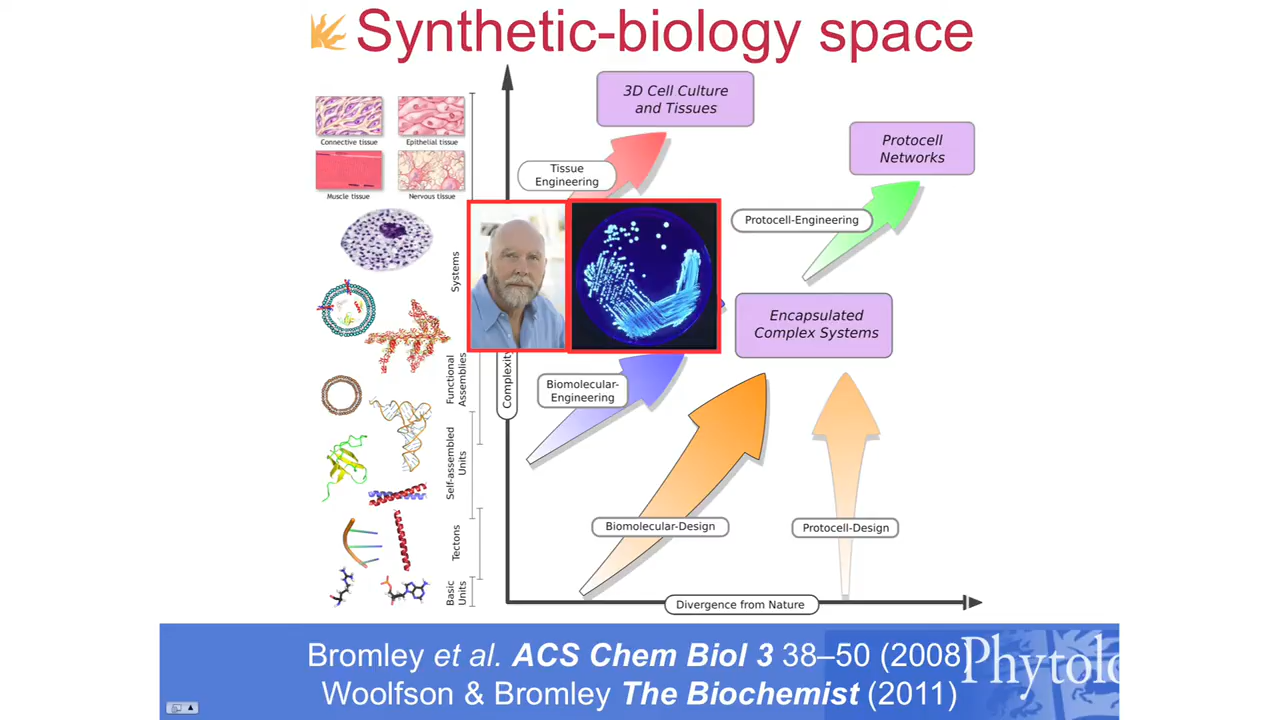 Synthetic-biology space
3D Cell Culture
and Tissues
Protocell
Networks
Connective tissue
Epithelial tissue
Tissue
Engineering
Muscle tissue
Nervous tissue
Protocell-Engineering
Systems
Encapsulated
Complex Systems
Functional
Assemblies
Complexity
Biomolecular-
Engineering
Self-assembled
Units
Biomolecular-Design
Protocell-Design
Tectons
Basic
Units
Divergence from Nature
Bromley et al. ACS Chem Biol 3 38–50 (2008)
Woolfson & Bromley The Biochemist (2011)